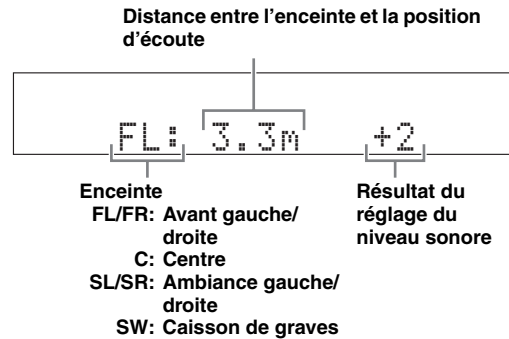 Distance entre l'enceinte et la position
d'écoute
FL: 3.3m +2
Enceinte
FL/FR: Avant gauche/
droite
C: Centre
SL/SR: Ambiance gauche/
droite
SW: Caisson de graves
Résultat du
réglage du
niveau sonore